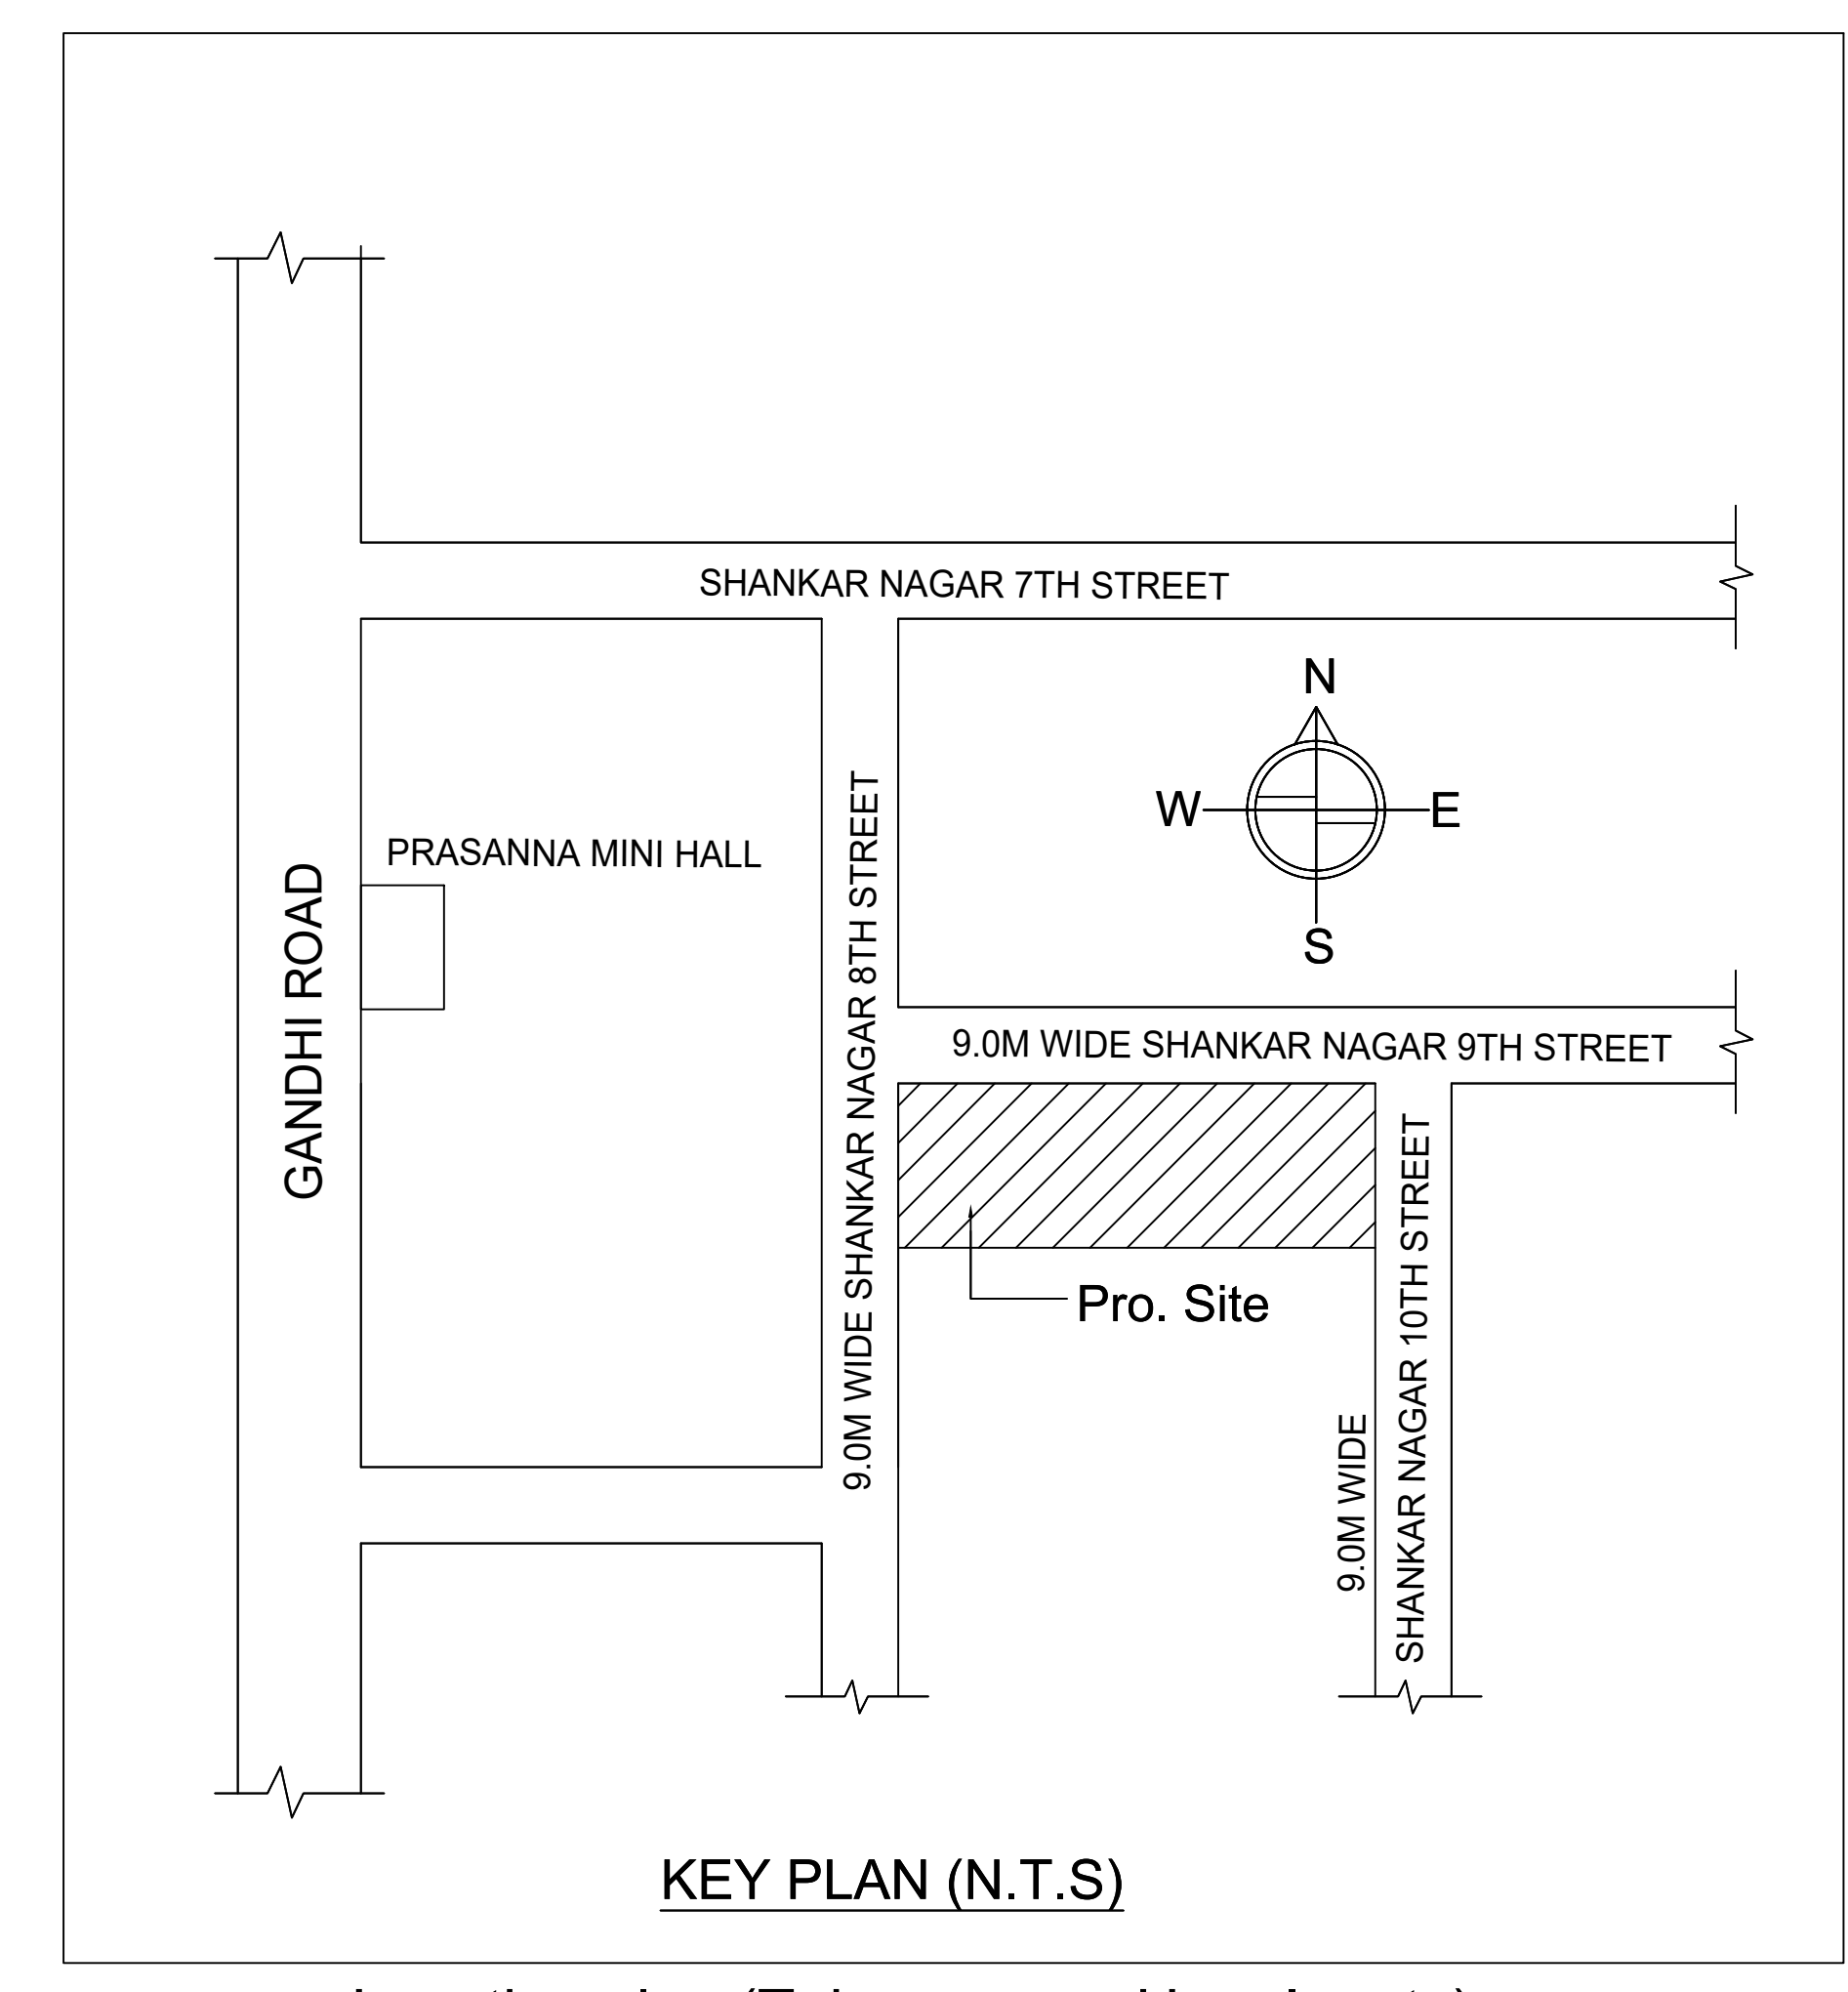 SHANKAR NAGAR 7TH STREET
N
W
E
S
PRASANNA MINI HALL
GANDHI ROAD
9.0M WIDE SHANKAR NAGAR 8TH STREET
9.0M WIDE SHANKAR NAGAR 9TH STREET
Pro. Site
9.0M WIDE
SHANKAR NAGAR 10TH STREET
KEY PLAN (N.T.S)